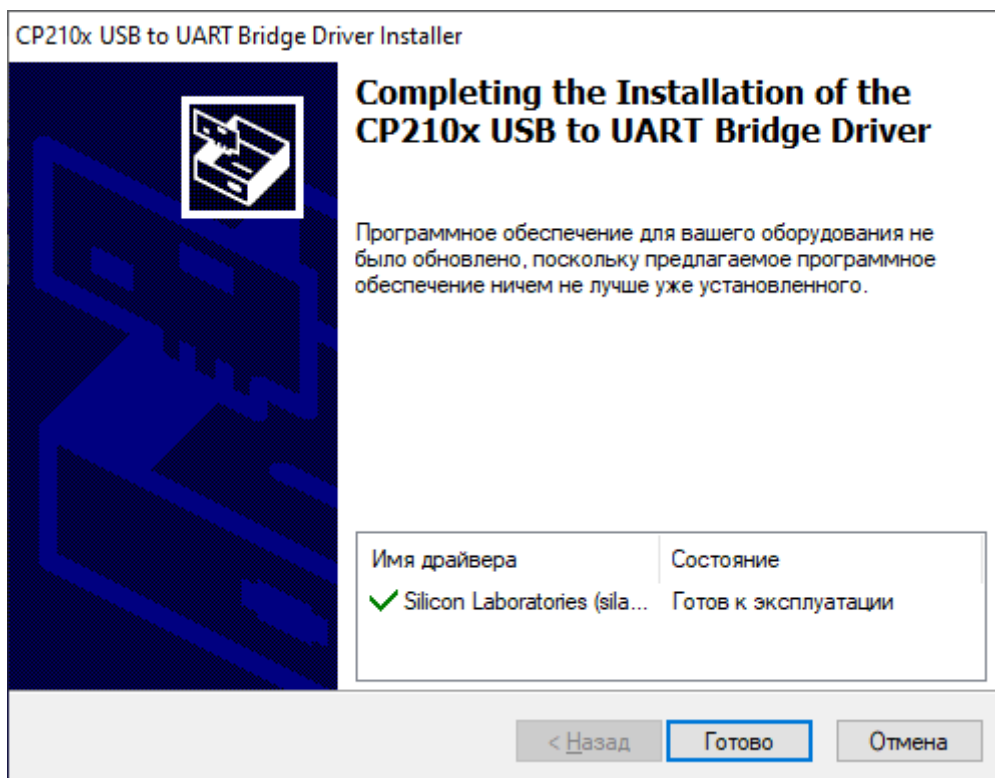 CP210x USB to UART Bridge Driver Installer
Completing the Installation of the
CP210x USB to UART Bridge Driver
Программное обеспечение для вашего оборудования не
было обновлено, поскольку предлагаемое программное
обеспечение ничем не лучше уже установленного.
Имя драйвера Состояние
Silicon Laboratories (sila... Готов к эксплуатации
< Назад Готово Отмена